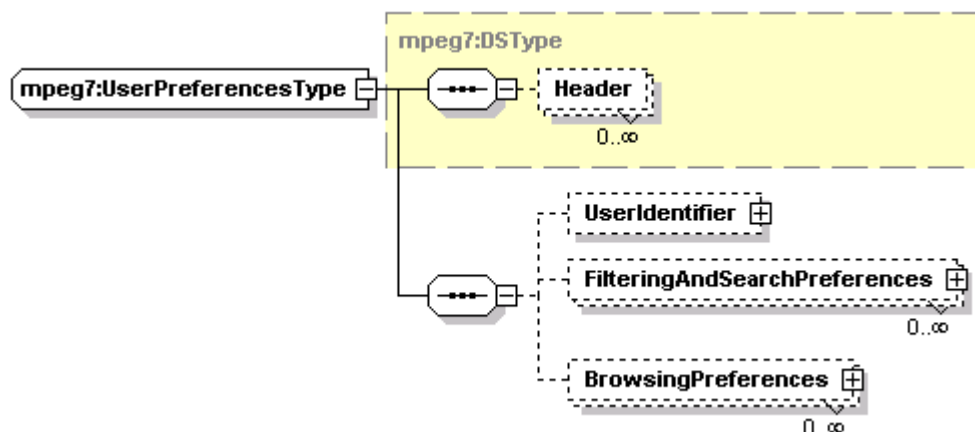 mpeg7:DSType
mpeg7:UserPreferencesType
Header
0..∞
UserIdentifier
FilteringAndSearchPreferences
0..∞
BrowsingPreferences
0..∞